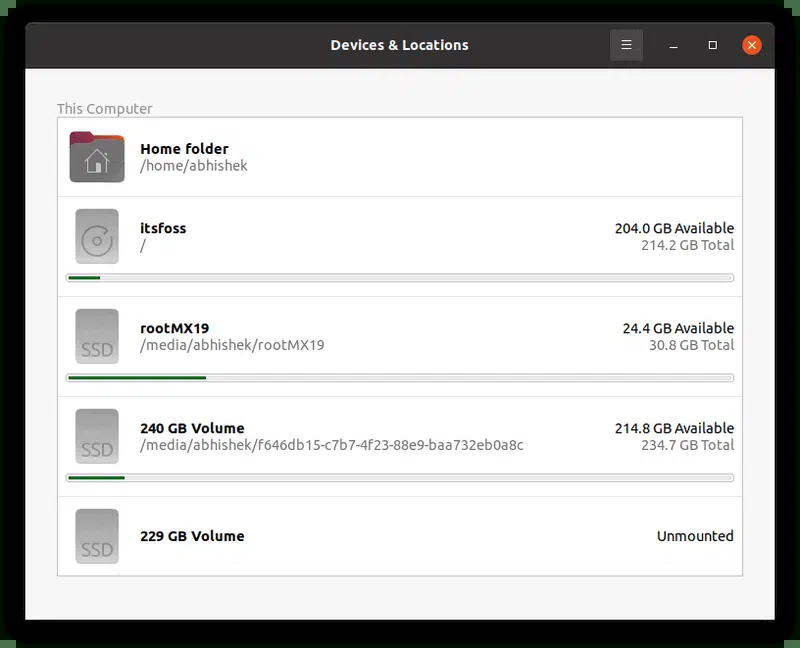 Devices & Locations
This Computer
Home folder
/home/abhishek
itsfoss
204.0 GB Available
/
214.2 GB Total
SSD
rootMX19
24.4 GB Available
/media/abhishek/rootMX19
30.8 GB Total
SSD
240 GB Volume
214.8 GB Available
/media/abhishek/f646db15-c7b7-4f23-88e9-baa732eb0a8c
234.7 GB Total
SSD
229 GB Volume
Unmounted
SSD